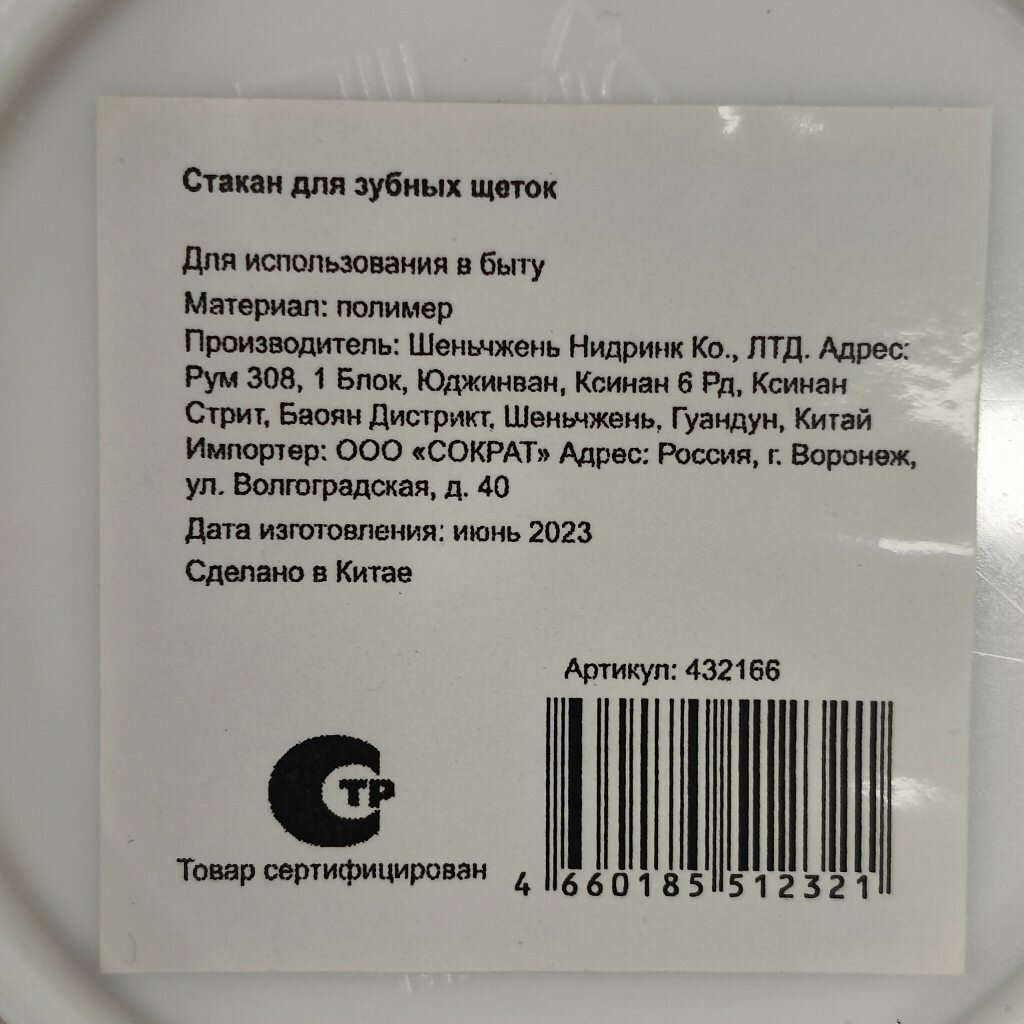 Стакан для зубных щеток
Для использования в быту
Материал: полимер
Производитель: Шеньчжень Нидринк Ко., ЛТД. Адрес:
Рум 308, 1 Блок, Юджинван, Ксинан 6 Рд, Ксинан
Стрит, Баоян Дистрикт, Шеньчжень, Гуандун, Китай
Импортер: ООО «СОКРАТ» Адрес: Россия, г. Воронеж,
ул. Волгоградская, д. 40
Дата изготовления: июнь 2023
Сделано в Китае
Артикул: 432166
СТР
Товар сертифицирован
4 660185 512321